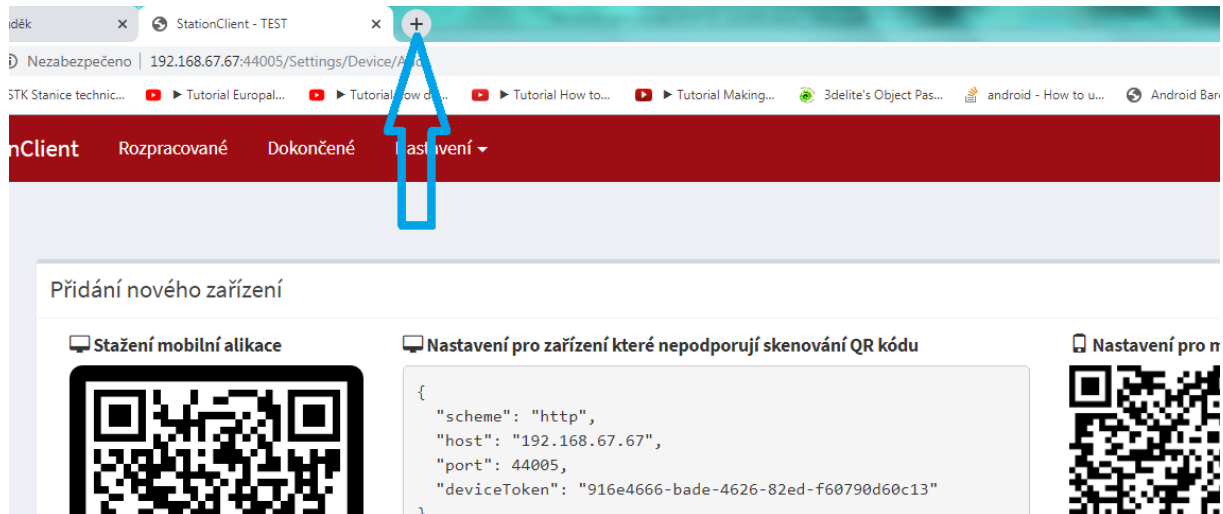 StationClient - TEST
Nezabezpečeno | 192.168.67.67:44005/Settings/Device/
STK Stanice technic... ▶ Tutorial Europal... ▶ Tutorial ▶ Tutorial How to... ▶ Tutorial Making... 3delite's Object Pas... android - How to u... Android Bar
nClient Rozpracované Dokončené Nastavení
Přidání nového zařízení
Stažení mobilní alikace
Nastavení pro zařízení které nepodporují skenování QR kódu
{
"scheme": "http",
"host": "192.168.67.67",
"port": 44005,
"deviceToken": "916e4666-bade-4626-82ed-f60790d60c13"
}
Nastavení pro m